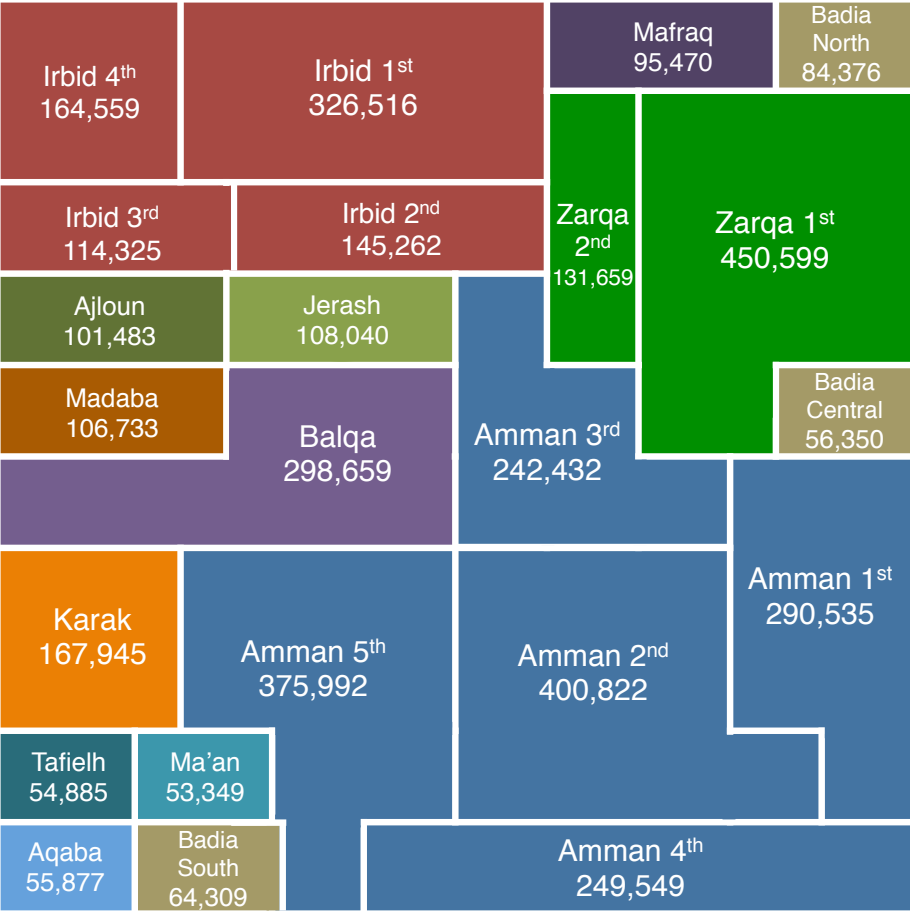 Irbid 4th
164,559
Irbid 1st
326,516
Mafraq
95,470
Badia
North
84,376
Irbid 3rd
114,325
Irbid 2nd
145,262
Zarqa
2nd
131,659
Zarqa 1st
450,599
Ajloun
101,483
Jerash
108,040
Madaba
106,733
Balqa
298,659
Amman 3rd
242,432
Badia
Central
56,350
Karak
167,945
Amman 5th
375,992
Amman 2nd
400,822
Amman 1st
290,535
Tafielh
54,885
Ma'an
53,349
Aqaba
55,877
Badia
South
64,309
Amman 4th
249,549